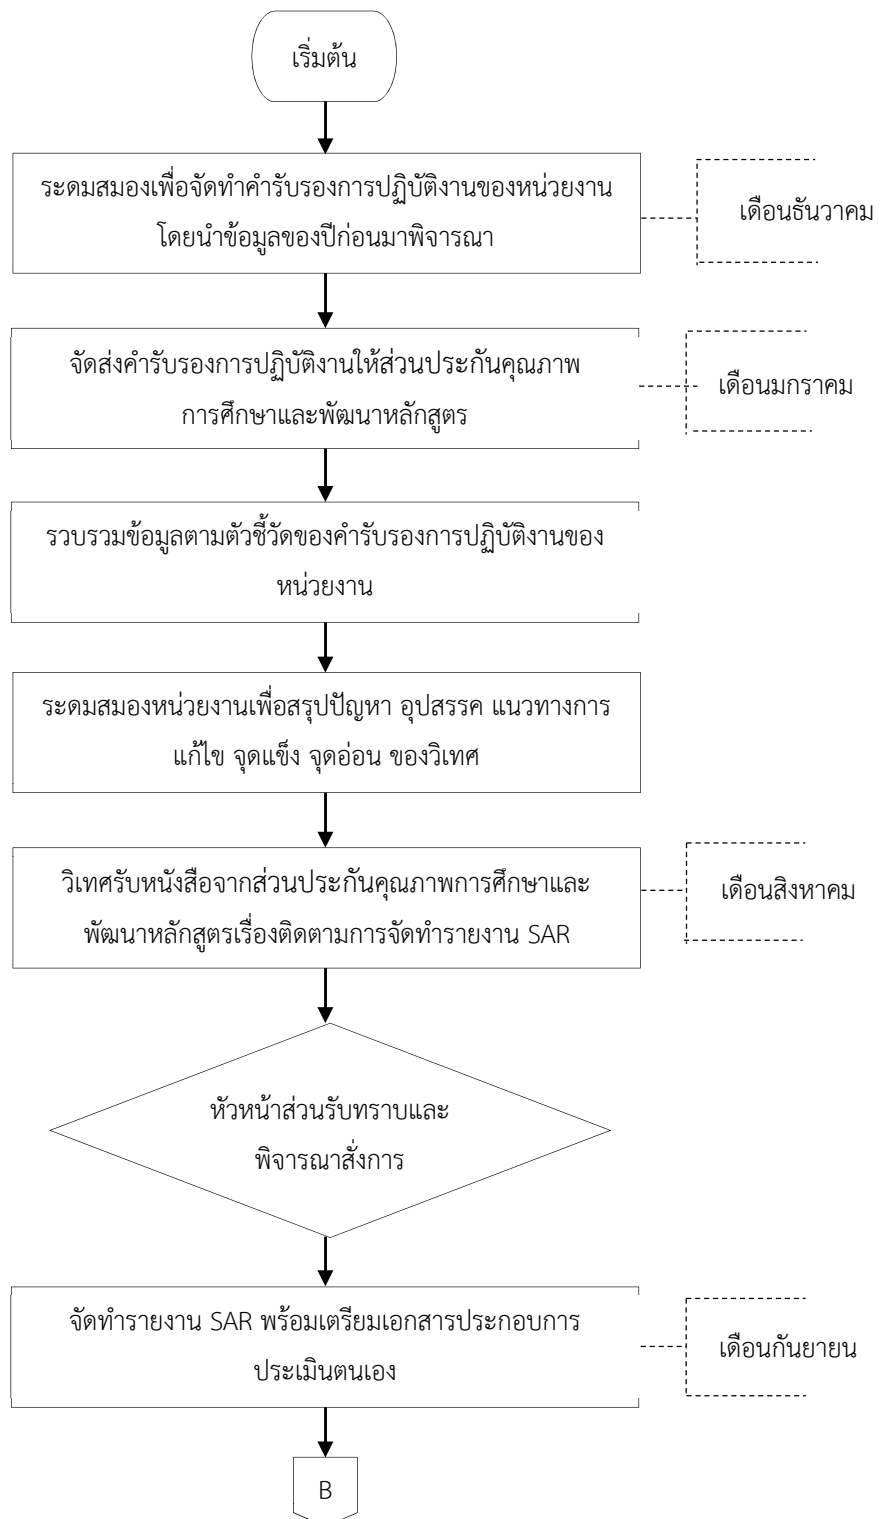 เริ่มต้น
ระดมสมองเพื่อจัดทำคำรับรองการปฏิบัติงานของหน่วยงาน
โดยนำข้อมูลของปีก่อนมาพิจารณา
เดือนธันวาคม
จัดส่งคำรับรองการปฏิบัติงานให้ส่วนประกันคุณภาพ
การศึกษาและพัฒนาหลักสูตร
เดือนมกราคม
รวบรวมข้อมูลตามตัวชี้วัดของคำรับรองการปฏิบัติงานของ
หน่วยงาน
ระดมสมองหน่วยงานเพื่อสรุปปัญหา อุปสรรค แนวทางการ
แก้ไข จุดแข็ง จุดอ่อน ของวิเทศ
วิเทศรับหนังสือจากส่วนประกันคุณภาพการศึกษาและ
พัฒนาหลักสูตรเรื่องติดตามการจัดทำรายงาน SAR
เดือนสิงหาคม
หัวหน้าส่วนรับทราบและ
พิจารณาสั่งการ
จัดทำรายงาน SAR พร้อมเตรียมเอกสารประกอบการ
ประเมินตนเอง
เดือนกันยายน
B